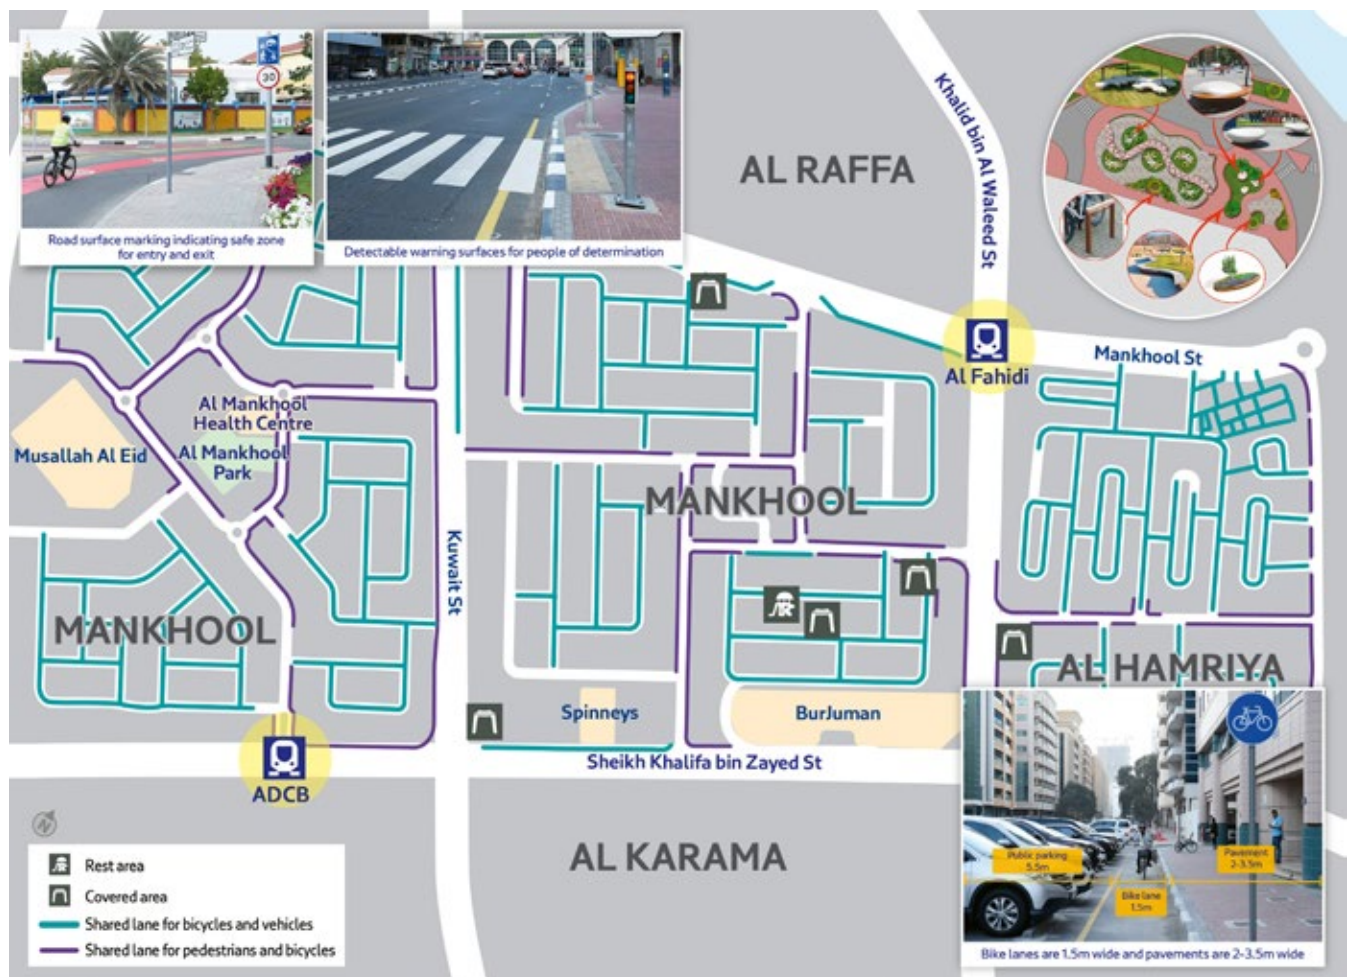 30
Road surface marking indicating safe zone
for entry and exit
Detectable warning surfaces for people of determination
AL RAFFA
Khalid bin Al Waleed St
Al Fahidi
Mankhool St
Al Mankhool
Health Centre
Musallah Al Eid
Al Mankhool
Park
MANKHOOL
Kuwait St
MANKHOOL
AL HAMRIYA
Spinneys
BurJuman
Sheikh Khalifa bin Zayed St
ADCB
AL KARAMA
N
Rest area
Covered area
Shared lane for bicycles and vehicles
Shared lane for pedestrians and bicycles
Public parking
5.5m
Pavement
2-3.5m
Bike lane
1.5m
Bike lanes are 1.5m wide and pavements are 2-3.5m wide